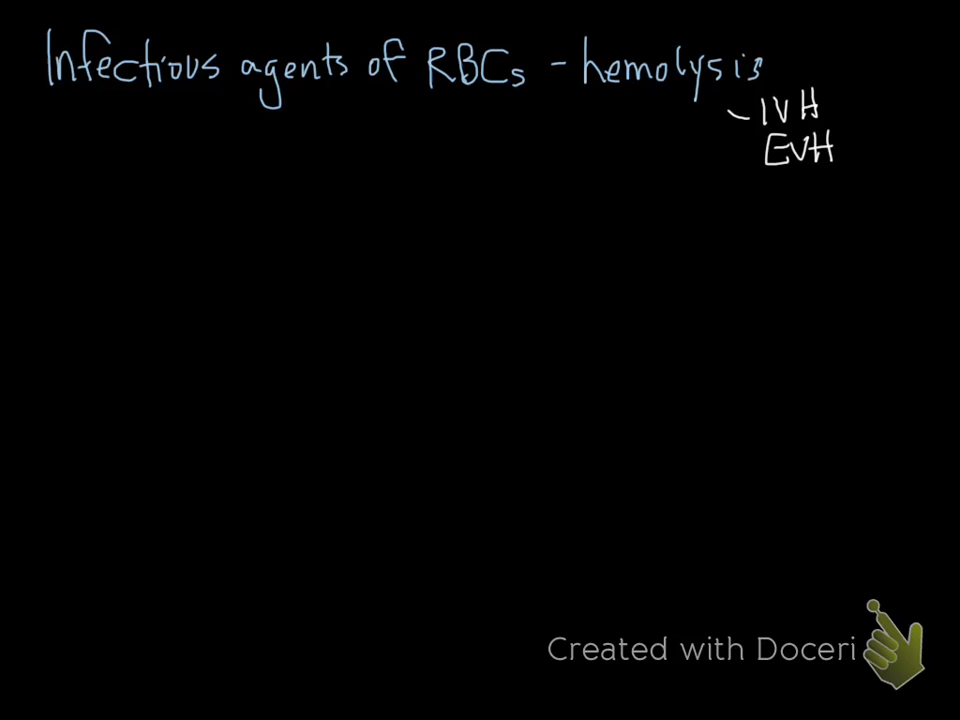 Infectious agents of RBCs - hemolysis
- IVH
EVH
Created with Doceri